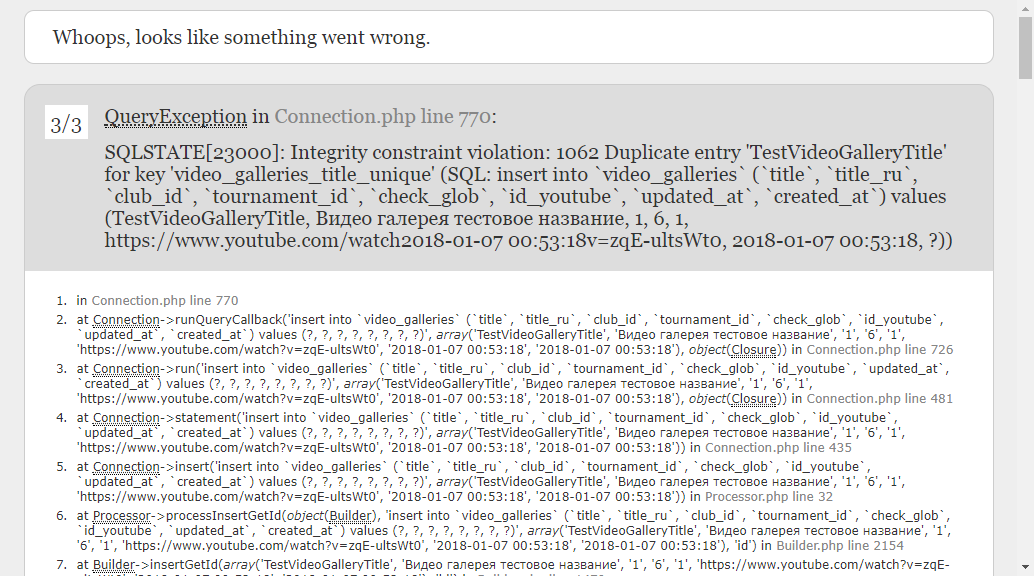 Whoops, looks like something went wrong.
3/3
QueryException in Connection.php line 770:
SQLSTATE[23000]: Integrity constraint violation: 1062 Duplicate entry 'TestVideoGalleryTitle'
for key 'video_galleries_title_unique' (SQL: insert into `video_galleries` (`title`, `title_ru`,
`club_id`, `tournament_id`,`check_glob`, `id_youtube`, `updated_at`,`created_at`) values
(TestVideoGalleryTitle, Видео галерея тестовое название, 1, 6, 1,
https://www.youtube.com/watch2018-01-07 00:53:18v=zqE-ultsWt0, 2018-01-07 00:53:18, ?))
1. in Connection.php line 770
2. at Connection->runQueryCallback('insert into `video_galleries` (`title`, `title_ru`, `club_id`, `tournament_id`, `check_glob`, `id_youtube`,
`updated_at`, `created_at`) values (?, ?, ?, ?, ?, ?, ?, ?)', array('TestVideoGalleryTitle', 'Видео галерея тестовое название', '1', '6', '1',
'https://www.youtube.com/watch?v=zqE-ultsWt0', '2018-01-07 00:53:18', '2018-01-07 00:53:18'), object(Closure)) in Connection.php line 726
3. at Connection->run('insert into `video_galleries` (`title`, `title_ru`, `club_id`, `tournament_id`, `check_glob`, `id_youtube`, `updated_at`,
`created_at`) values (?, ?, ?, ?, ?, ?, ?, ?)', array('TestVideoGalleryTitle', 'Видео галерея тестовое название', '1', '6', '1',
'https://www.youtube.com/watch?v=zqE-ultsWt0', '2018-01-07 00:53:18', '2018-01-07 00:53:18'), object(Closure)) in Connection.php line 481
4. at Connection->statement('insert into `video_galleries` (`title`, `title_ru`, `club_id`, `tournament_id`, `check_glob`, `id_youtube`,
`updated_at`, `created_at`) values (?, ?, ?, ?, ?, ?, ?, ?)', array('TestVideoGalleryTitle', 'Видео галерея тестовое название', '1', '6', '1',
'https://www.youtube.com/watch?v=zqE-ultsWt0', '2018-01-07 00:53:18', '2018-01-07 00:53:18')) in Connection.php line 435
5. at Connection->insert('insert into `video_galleries` (`title`, `title_ru`, `club_id`, `tournament_id`, `check_glob`, `id_youtube`,
`updated_at`, `created_at`) values (?, ?, ?, ?, ?, ?, ?, ?)', array('TestVideoGalleryTitle', 'Видео галерея тестовое название', '1', '6', '1',
'https://www.youtube.com/watch?v=zqE-ultsWt0', '2018-01-07 00:53:18', '2018-01-07 00:53:18')) in Processor.php line 32
6. at Processor->processInsertGetId(object(Builder), 'insert into `video_galleries` (`title`, `title_ru`, `club_id`, `tournament_id`, `check_glob`,
`id_youtube`, `updated_at`, `created_at`) values (?, ?, ?, ?, ?, ?, ?, ?)', array('TestVideoGalleryTitle', 'Видео галерея тестовое название', '1',
'6', '1', 'https://www.youtube.com/watch?v=zqE-ultsWt0', '2018-01-07 00:53:18', '2018-01-07 00:53:18'), 'id') in Builder.php line 2154
7. at Builder->insertGetId(array('TestVideoGalleryTitle', 'Видео галерея тестовое название', '1', '6', '1', 'https://www.youtube.com/watch?v=zqE-